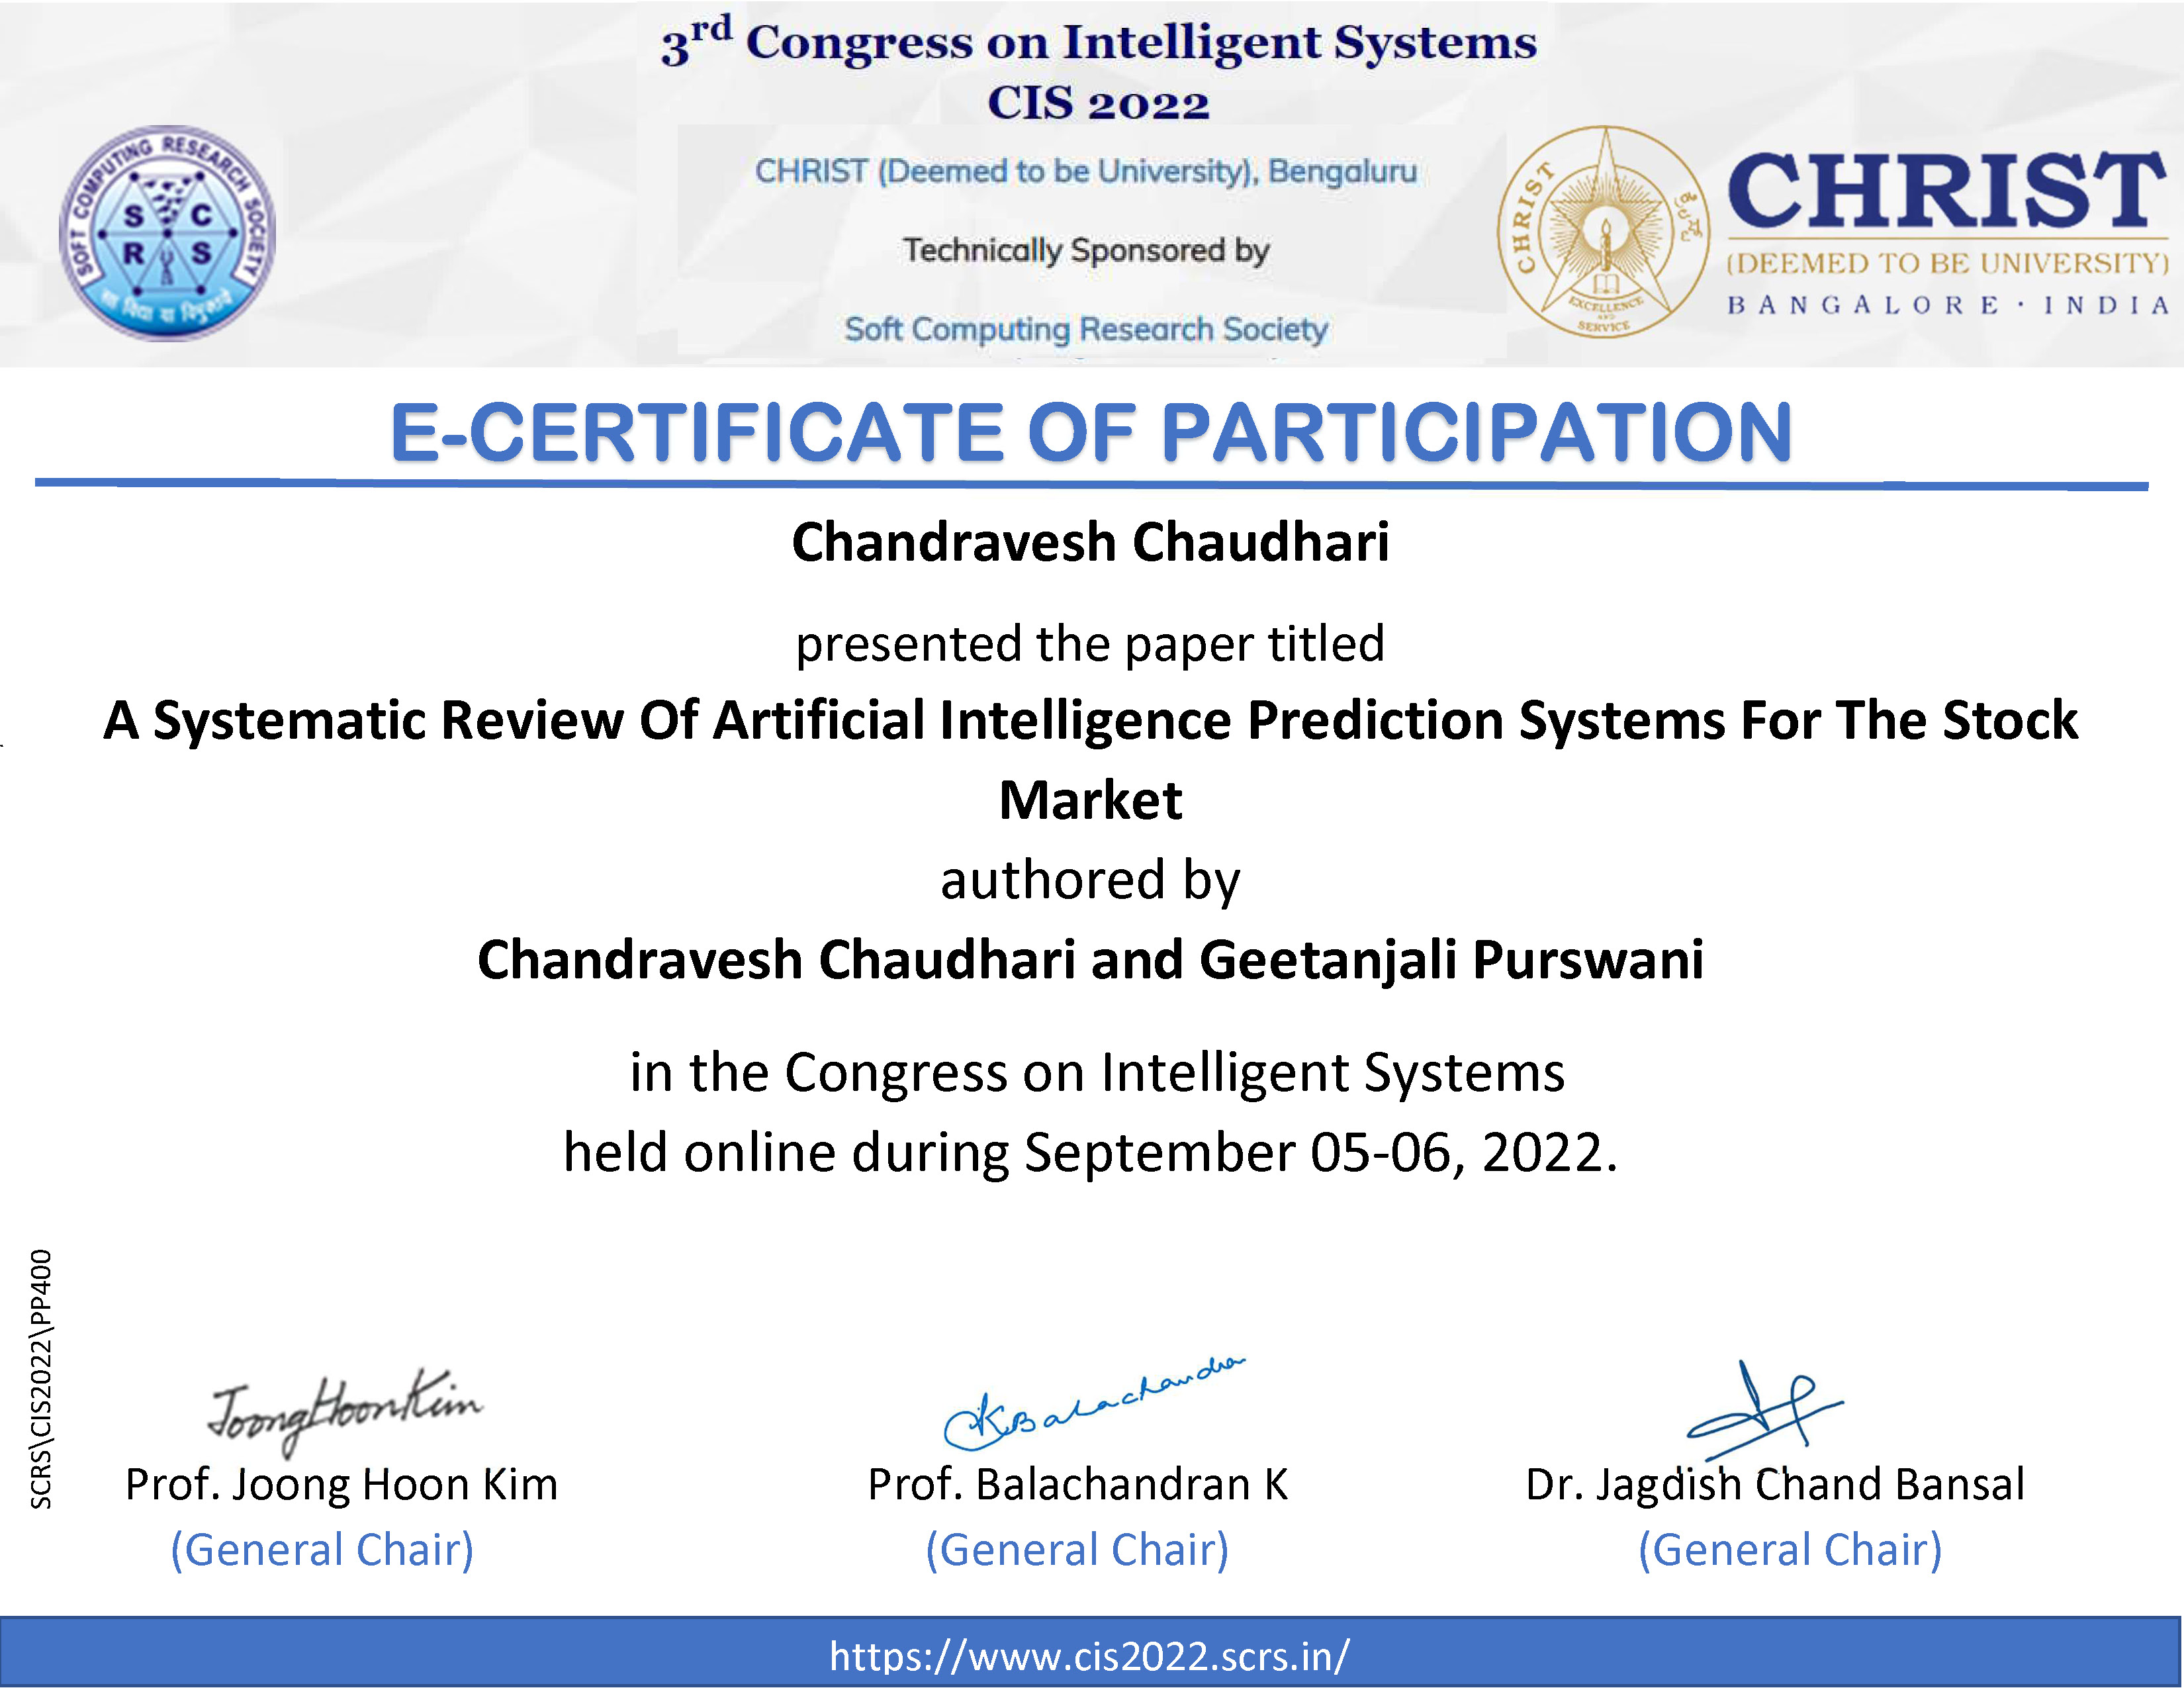 3rd Congress on Intelligent Systems
CIS 2022
CHRIST (Deemed to be University), Bengaluru
Technically Sponsored by
Soft Computing Research Society
SOFT COMPUTING RESEARCH SOCIETY
S C
R S
सा विद्या या विमुक्तये
CHRIST
EXCELLENCE
AND
SERVICE
CHRIST
(DEEMED TO BE UNIVERSITY)
BANGALORE · INDIA
E-CERTIFICATE OF PARTICIPATION
Chandravesh Chaudhari
presented the paper titled
A Systematic Review Of Artificial Intelligence Prediction Systems For The Stock
Market
authored by
Chandravesh Chaudhari and Geetanjali Purswani
in the Congress on Intelligent Systems
held online during September 05-06, 2022.
SCRS\CIS2022\PP400
JoongHoonKim
KBalachandran
Prof. Joong Hoon Kim
(General Chair)
Prof. Balachandran K
(General Chair)
Dr. Jagdish Chand Bansal
(General Chair)
https://www.cis2022.scrs.in/